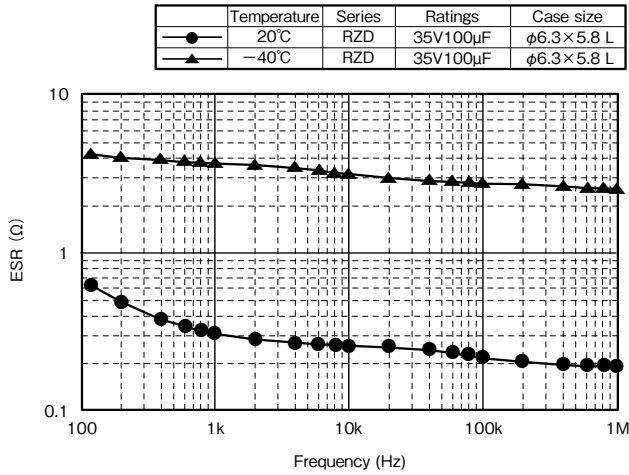 Temperature Series Ratings Case size
20℃ RZD 35V100μF φ6.3×5.8 L
−40℃ RZD 35V100μF φ6.3×5.8 L
10
1
0.1
ESR (Ω)
100 1k 10k 100k 1M
Frequency (Hz)